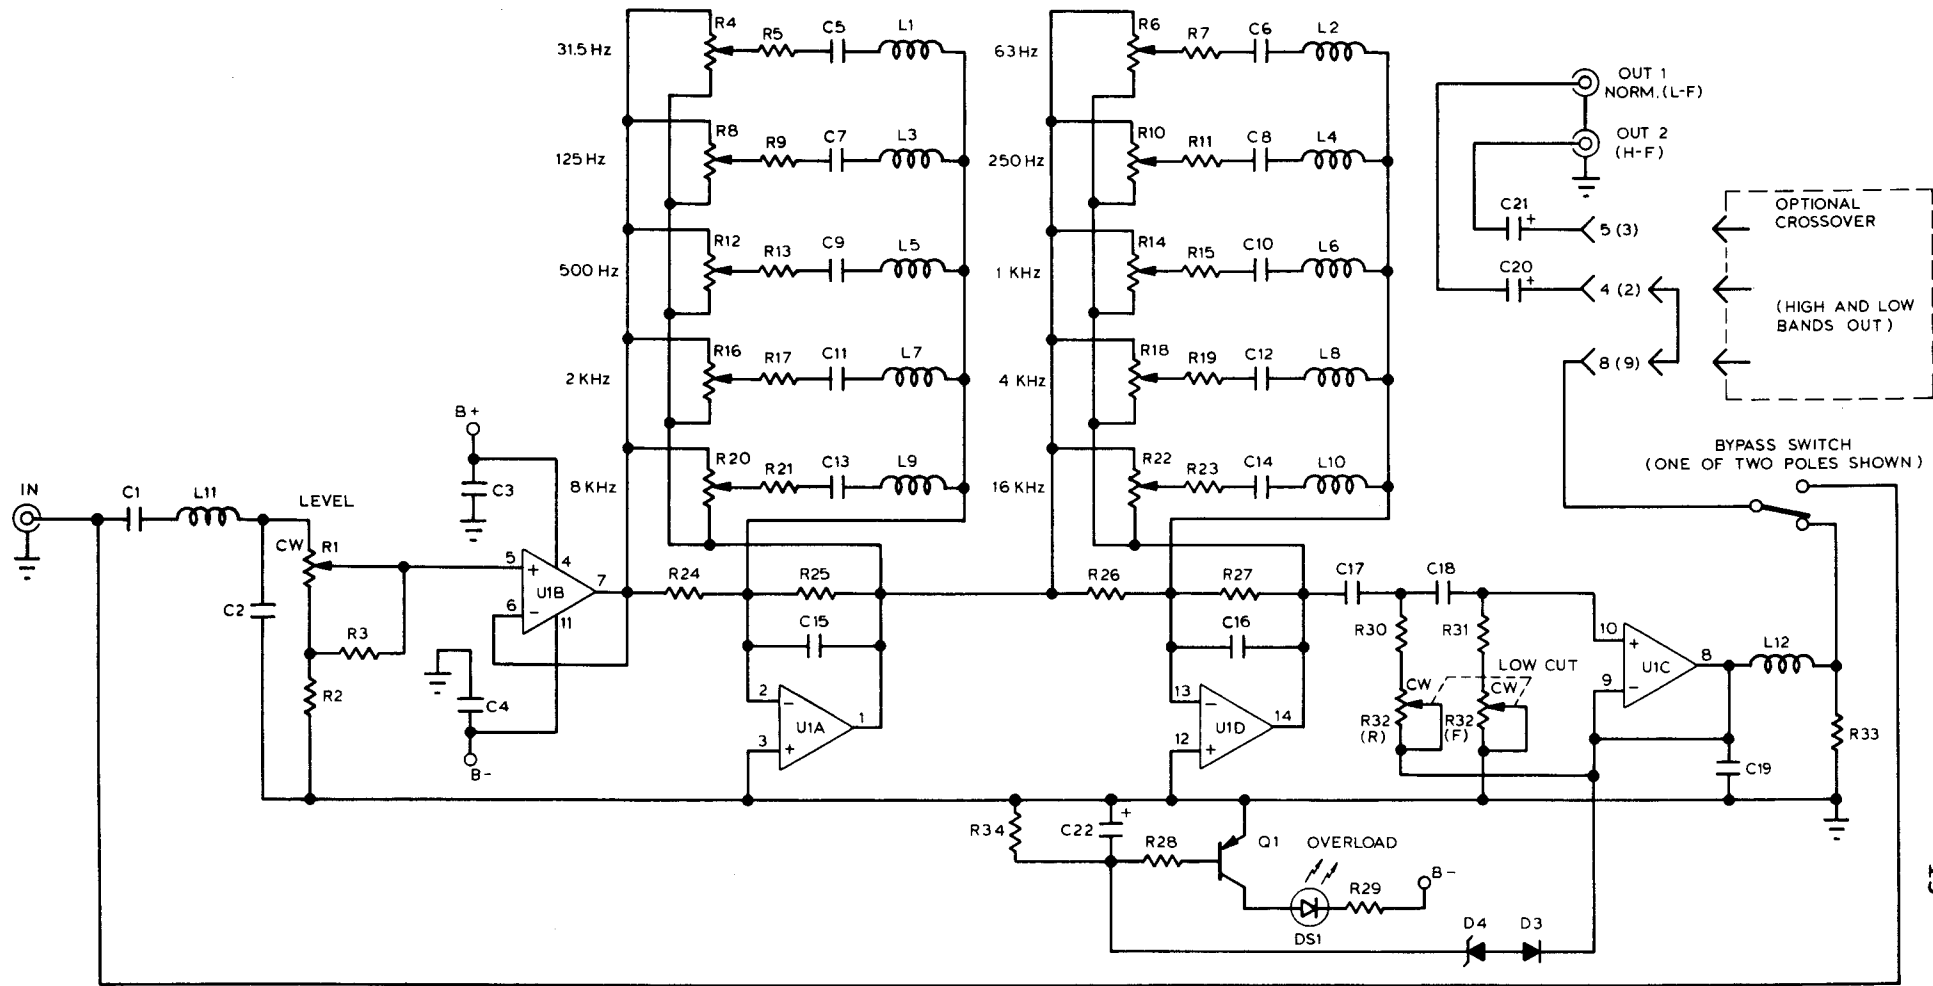 R4
R5
C5
L1
31.5 Hz
R6
R7
C6
L2
63 Hz
OUT 1
NORM. (L-F)
OUT 2
(H-F)
R8
R9
C7
L3
125 Hz
R10
R11
C8
L4
250 Hz
C21
+
5 (3)
OPTIONAL
CROSSOVER
R12
R13
C9
L5
500 Hz
R14
R15
C10
L6
1 KHz
C20
+
4 (2)
(HIGH AND LOW
BANDS OUT)
R16
R17
C11
L7
2 KHz
R18
R19
C12
L8
4 KHz
8 (9)
B+
BYPASS SWITCH
(ONE OF TWO POLES SHOWN)
R20
R21
C13
L9
8 KHz
R22
R23
C14
L10
16 KHz
C3
IN
C1
L11
LEVEL
CW
R1
C2
R3
R2
5
+
4
U1B
7
6
-
11
C4
B-
R24
R25
C15
2
-
U1A
1
3
+
R26
R27
C16
13
-
U1D
14
12
+
C17
C18
R30
R31
LOW CUT
CW
CW
R32
(R)
R32
(F)
10
+
U1C
8
9
-
L12
R33
C19
R34
C22
+
R28
Q1
OVERLOAD
DS1
R29
B-
D4
D3